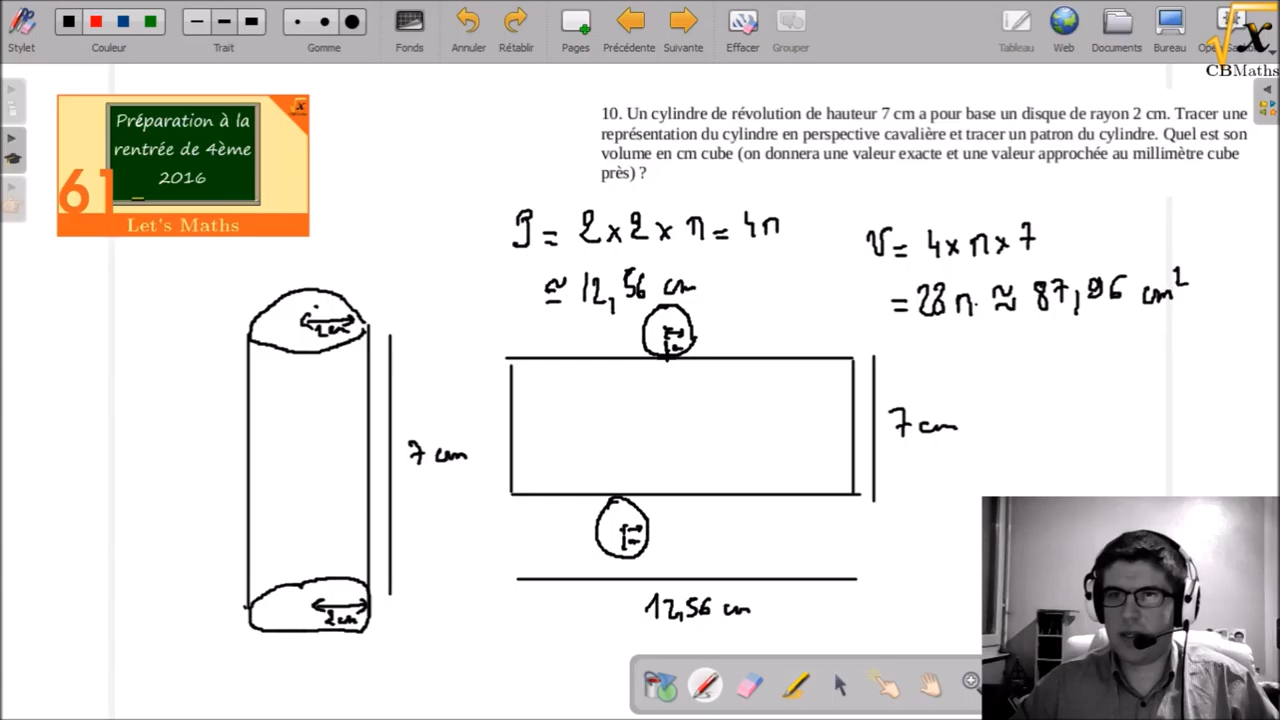 Stylet
Couleur
Trait
Gomme
Fonds
Annuler
Rétablir
Pages
Précédente
Suivante
Effacer
Grouper
Tableau
Web
Documents
Bureau
√x
CBMaths
Préparation à la
rentrée de 4ème
2016
61
Let's Maths
10. Un cylindre de révolution de hauteur 7 cm a pour base un disque de rayon 2 cm. Tracer une
représentation du cylindre en perspective cavalière et tracer un patron du cylindre. Quel est son
volume en cm cube (on donnera une valeur exacte et une valeur approchée au millimètre cube
près) ?
P = 2 x 2 x π = 4π
≈ 12,56 cm
V = 4 x π x 7
= 28 π ≈ 87,96 cm²
2 cm
7 cm
7 cm
2 cm
12,56 cm